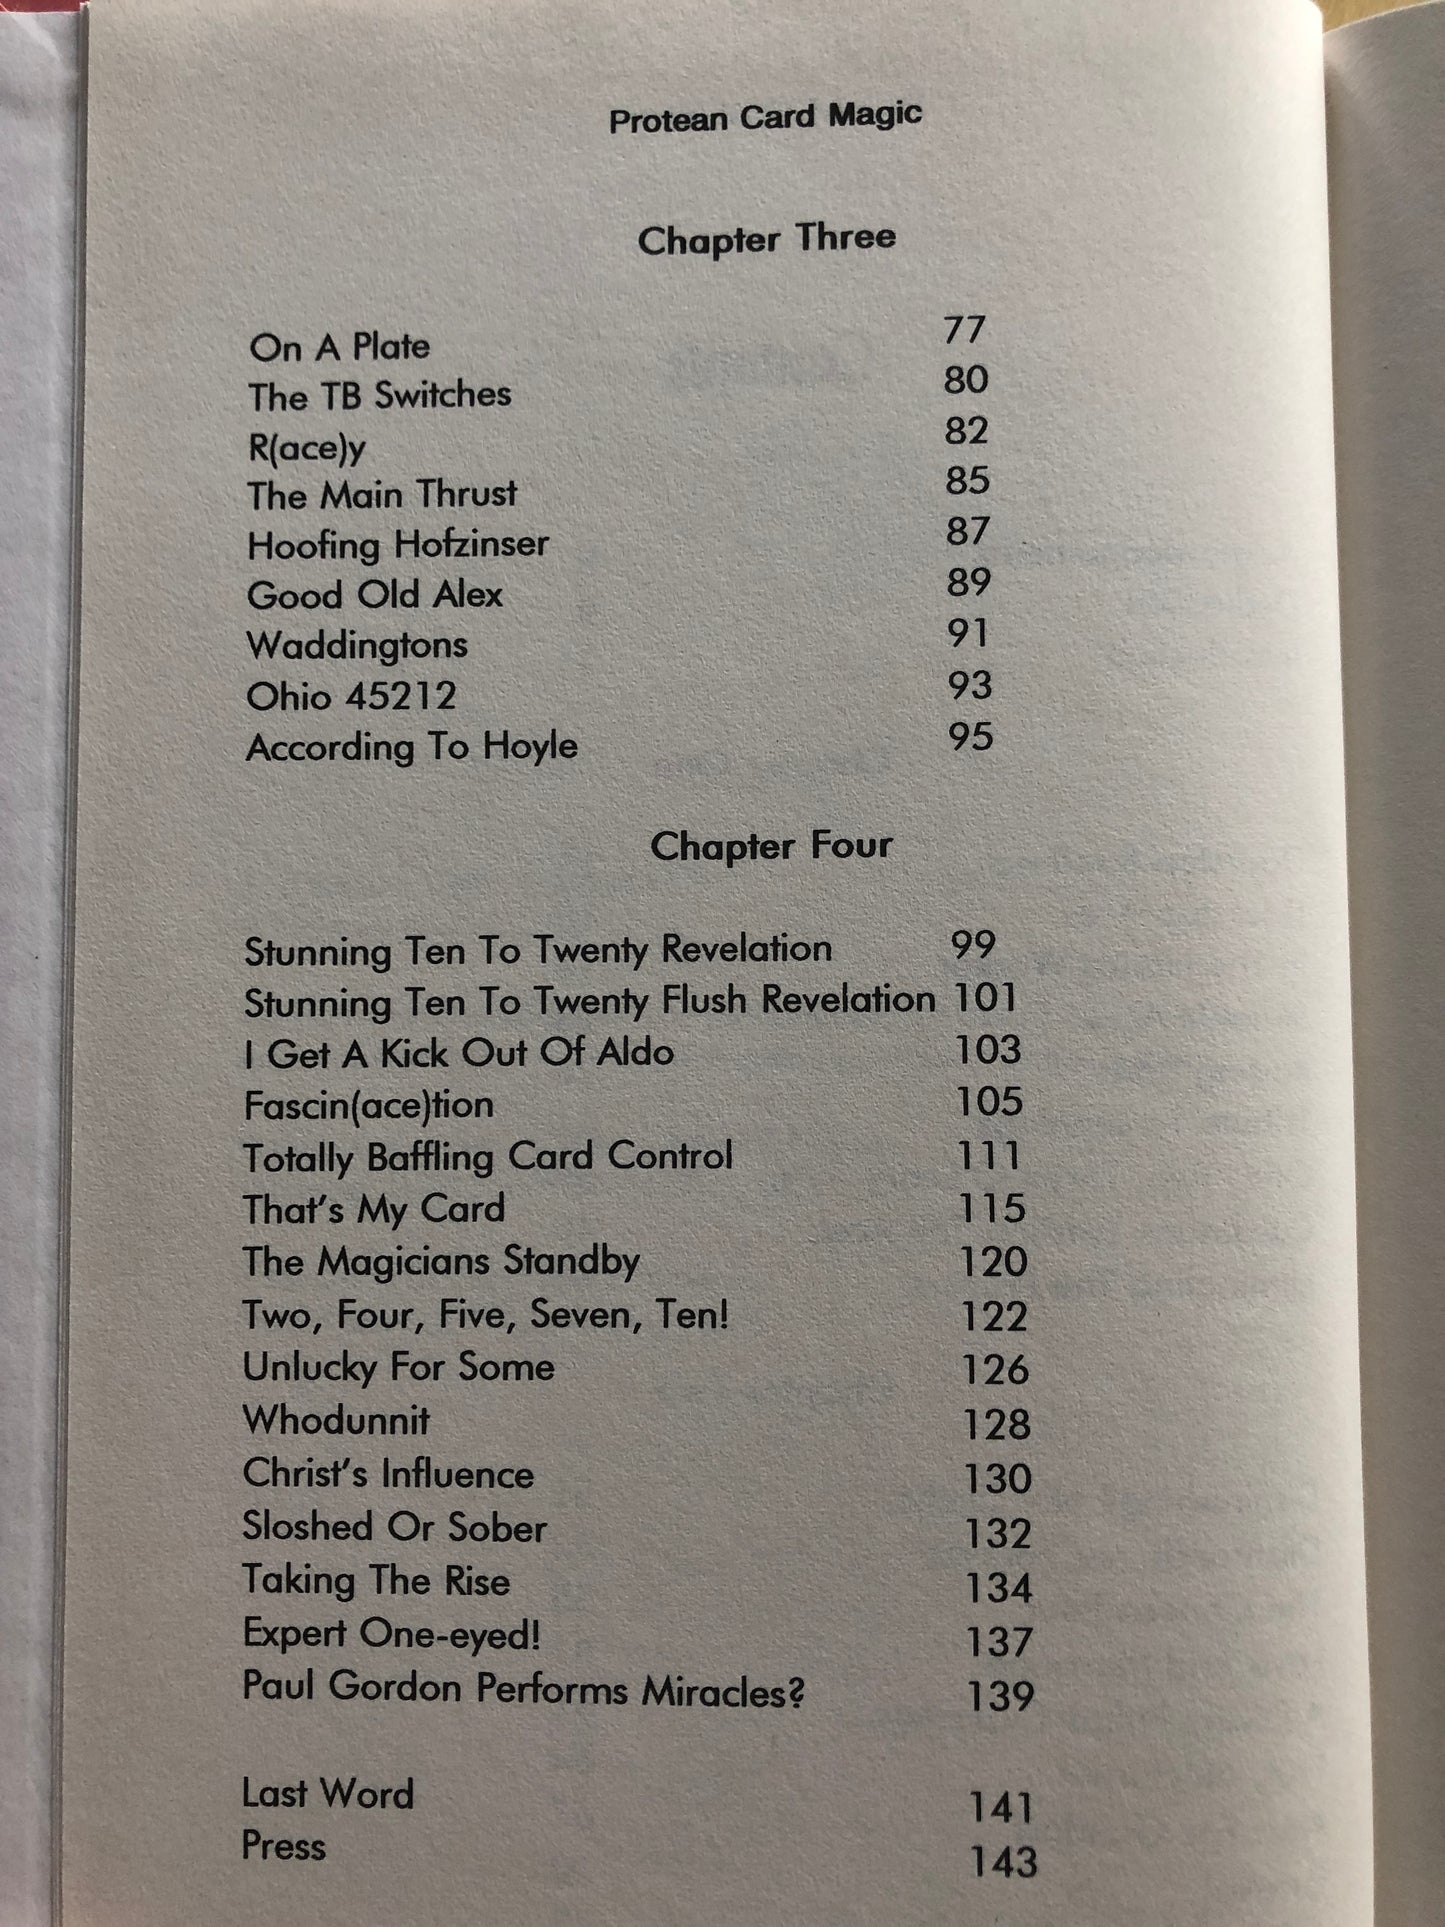 Protean Card Magic
Chapter Three
On A Plate 77
The TB Switches 80
R(ace)y 82
The Main Thrust 85
Hoofing Hofzinser 87
Good Old Alex 89
Waddingtons 91
Ohio 45212 93
According To Hoyle 95
Chapter Four
Stunning Ten To Twenty Revelation 99
Stunning Ten To Twenty Flush Revelation 101
I Get A Kick Out Of Aldo 103
Fascin(ace)tion 105
Totally Baffling Card Control 111
That's My Card 115
The Magicians Standby 120
Two, Four, Five, Seven, Ten! 122
Unlucky For Some 126
Whodunnit 128
Christ's Influence 130
Sloshed Or Sober 132
Taking The Rise 134
Expert One-eyed! 137
Paul Gordon Performs Miracles? 139
Last Word 141
Press 143